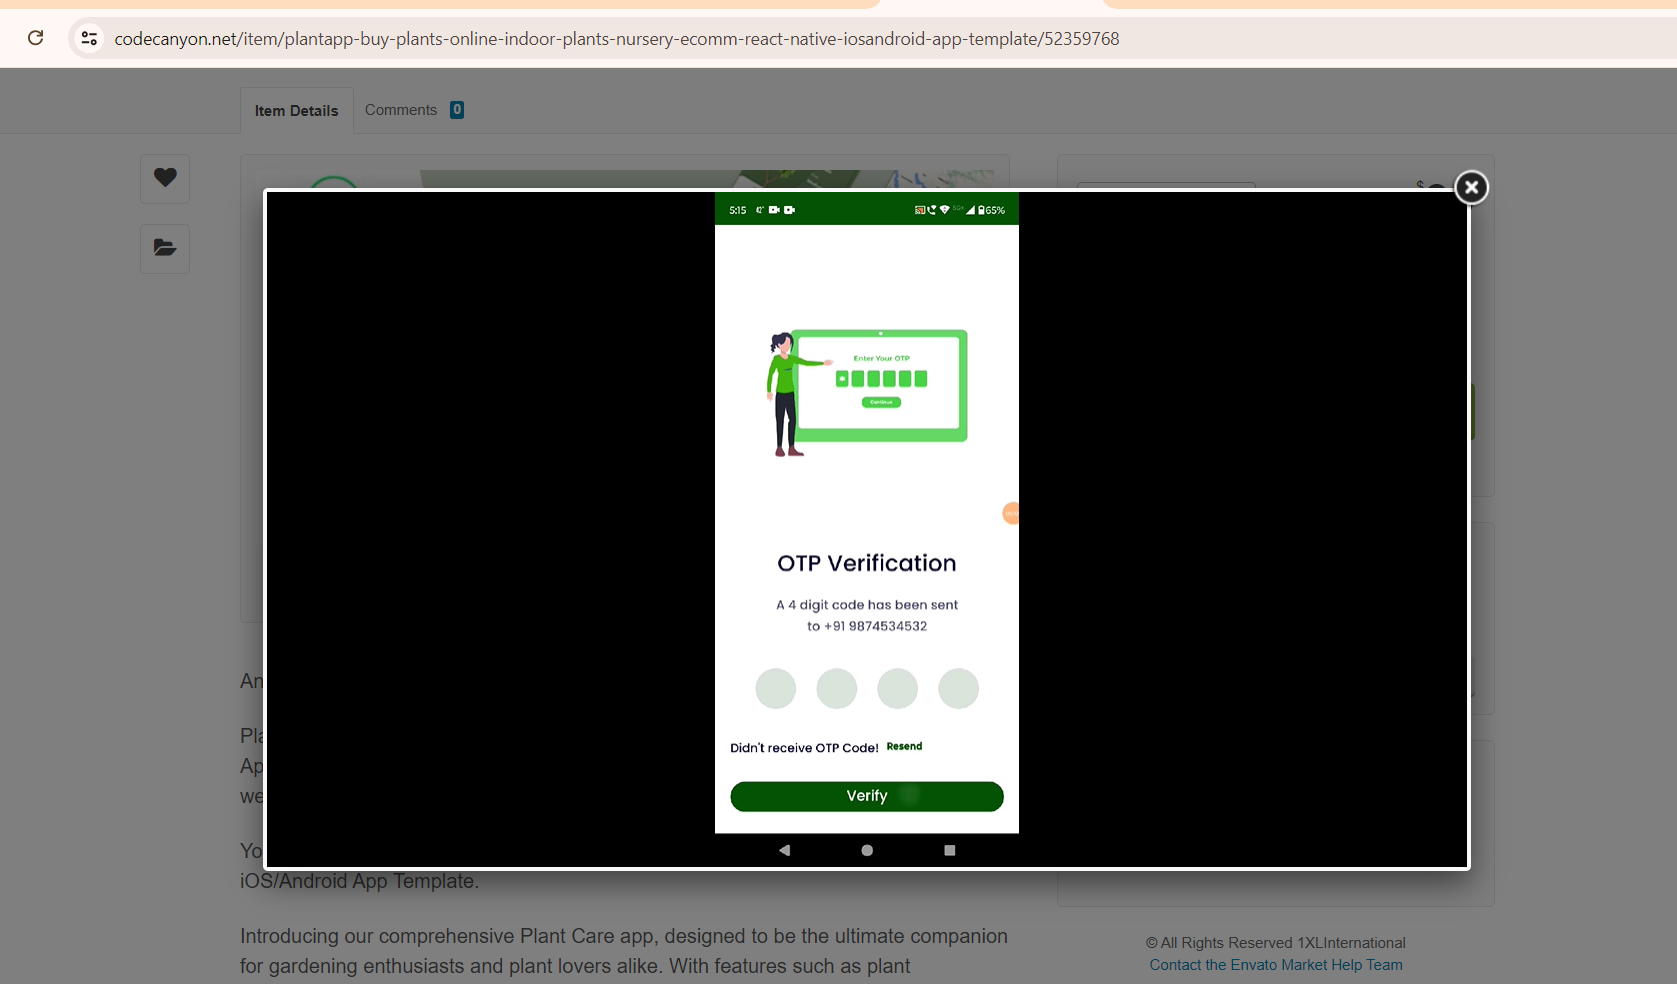 codecanyon.net/item/plantapp-buy-plants-online-indoor-plants-nursery-ecomm-react-native-iosandroid-app-template/52359768
Item Details
Comments 0
$
5:15
65%
Enter Your OTP
Continue
OTP Verification
A 4 digit code has been sent
to +91 9874534532
Didn't receive OTP Code! Resend
Verify
An
Pla
Ap
we
Yo
iOS/Android App Template.
Introducing our comprehensive Plant Care app, designed to be the ultimate companion
for gardening enthusiasts and plant lovers alike. With features such as plant
© All Rights Reserved 1XLInternational
Contact the Envato Market Help Team